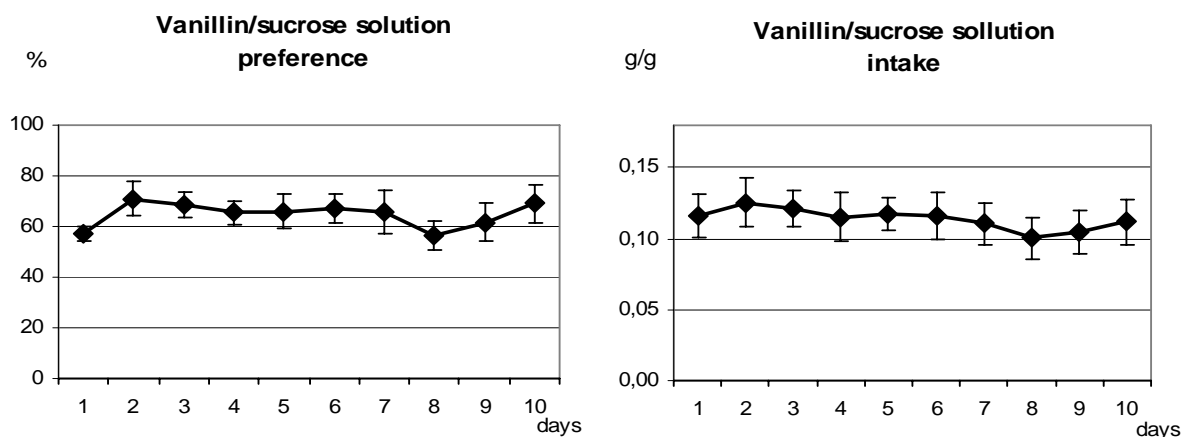 Vanillin/sucrose solution
preference
%
100
80
60
40
20
0
1 2 3 4 5 6 7 8 9 10
days
Vanillin/sucrose sollution
intake
g/g
0,15
0,10
0,05
0,00
1 2 3 4 5 6 7 8 9 10
days